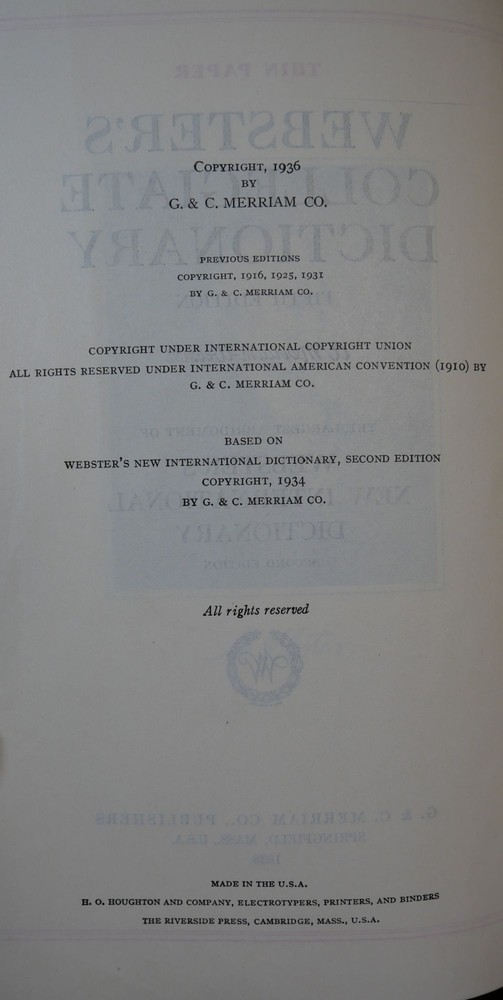 COPYRIGHT, 1936
BY
G. & C. MERRIAM CO.
PREVIOUS EDITIONS
COPYRIGHT, 1916, 1925, 1931
BY G. & C. MERRIAM CO.
COPYRIGHT UNDER INTERNATIONAL COPYRIGHT UNION
ALL RIGHTS RESERVED UNDER INTERNATIONAL AMERICAN CONVENTION (1910) BY
G. & C. MERRIAM CO.
BASED ON
WEBSTER'S NEW INTERNATIONAL DICTIONARY, SECOND EDITION
COPYRIGHT, 1934
BY G. & C. MERRIAM CO.
All rights reserved
MADE IN THE U.S.A.
H. O. HOUGHTON AND COMPANY, ELECTROTYPERS, PRINTERS, AND BINDERS
THE RIVERSIDE PRESS, CAMBRIDGE, MASS., U.S.A.